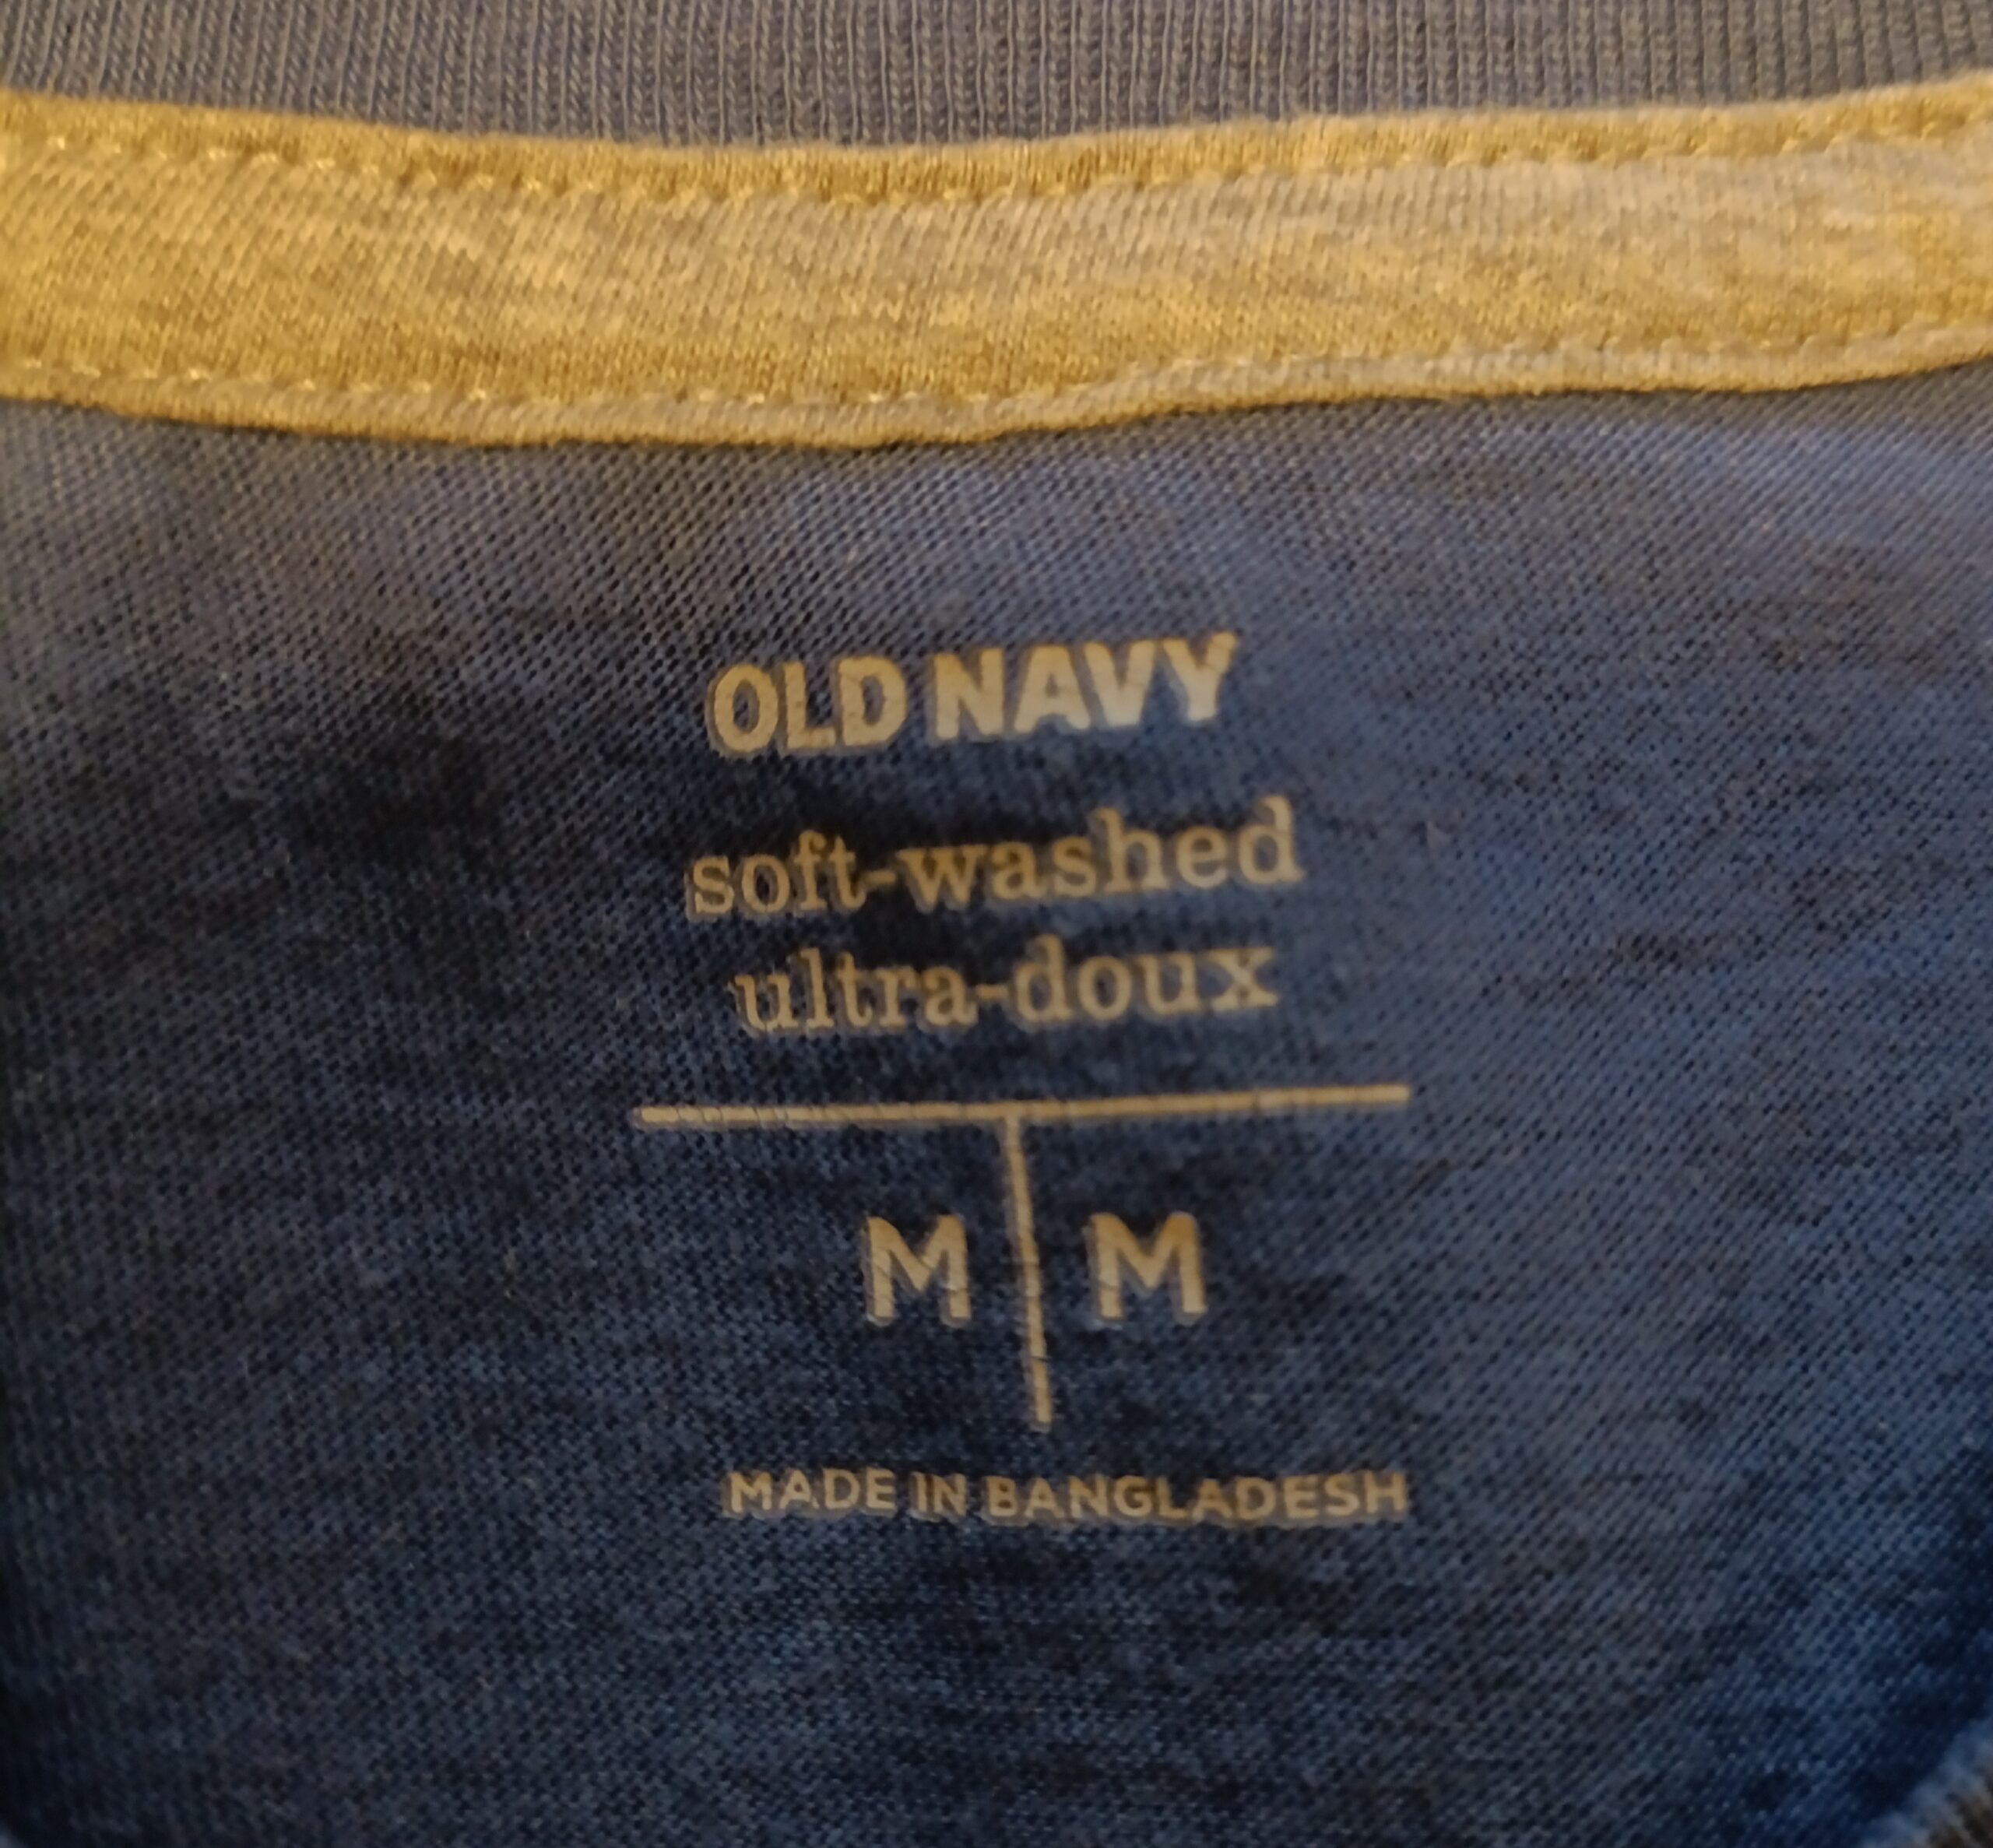 OLD NAVY
soft-washed
ultra-doux
M M
MADE IN BANGLADESH